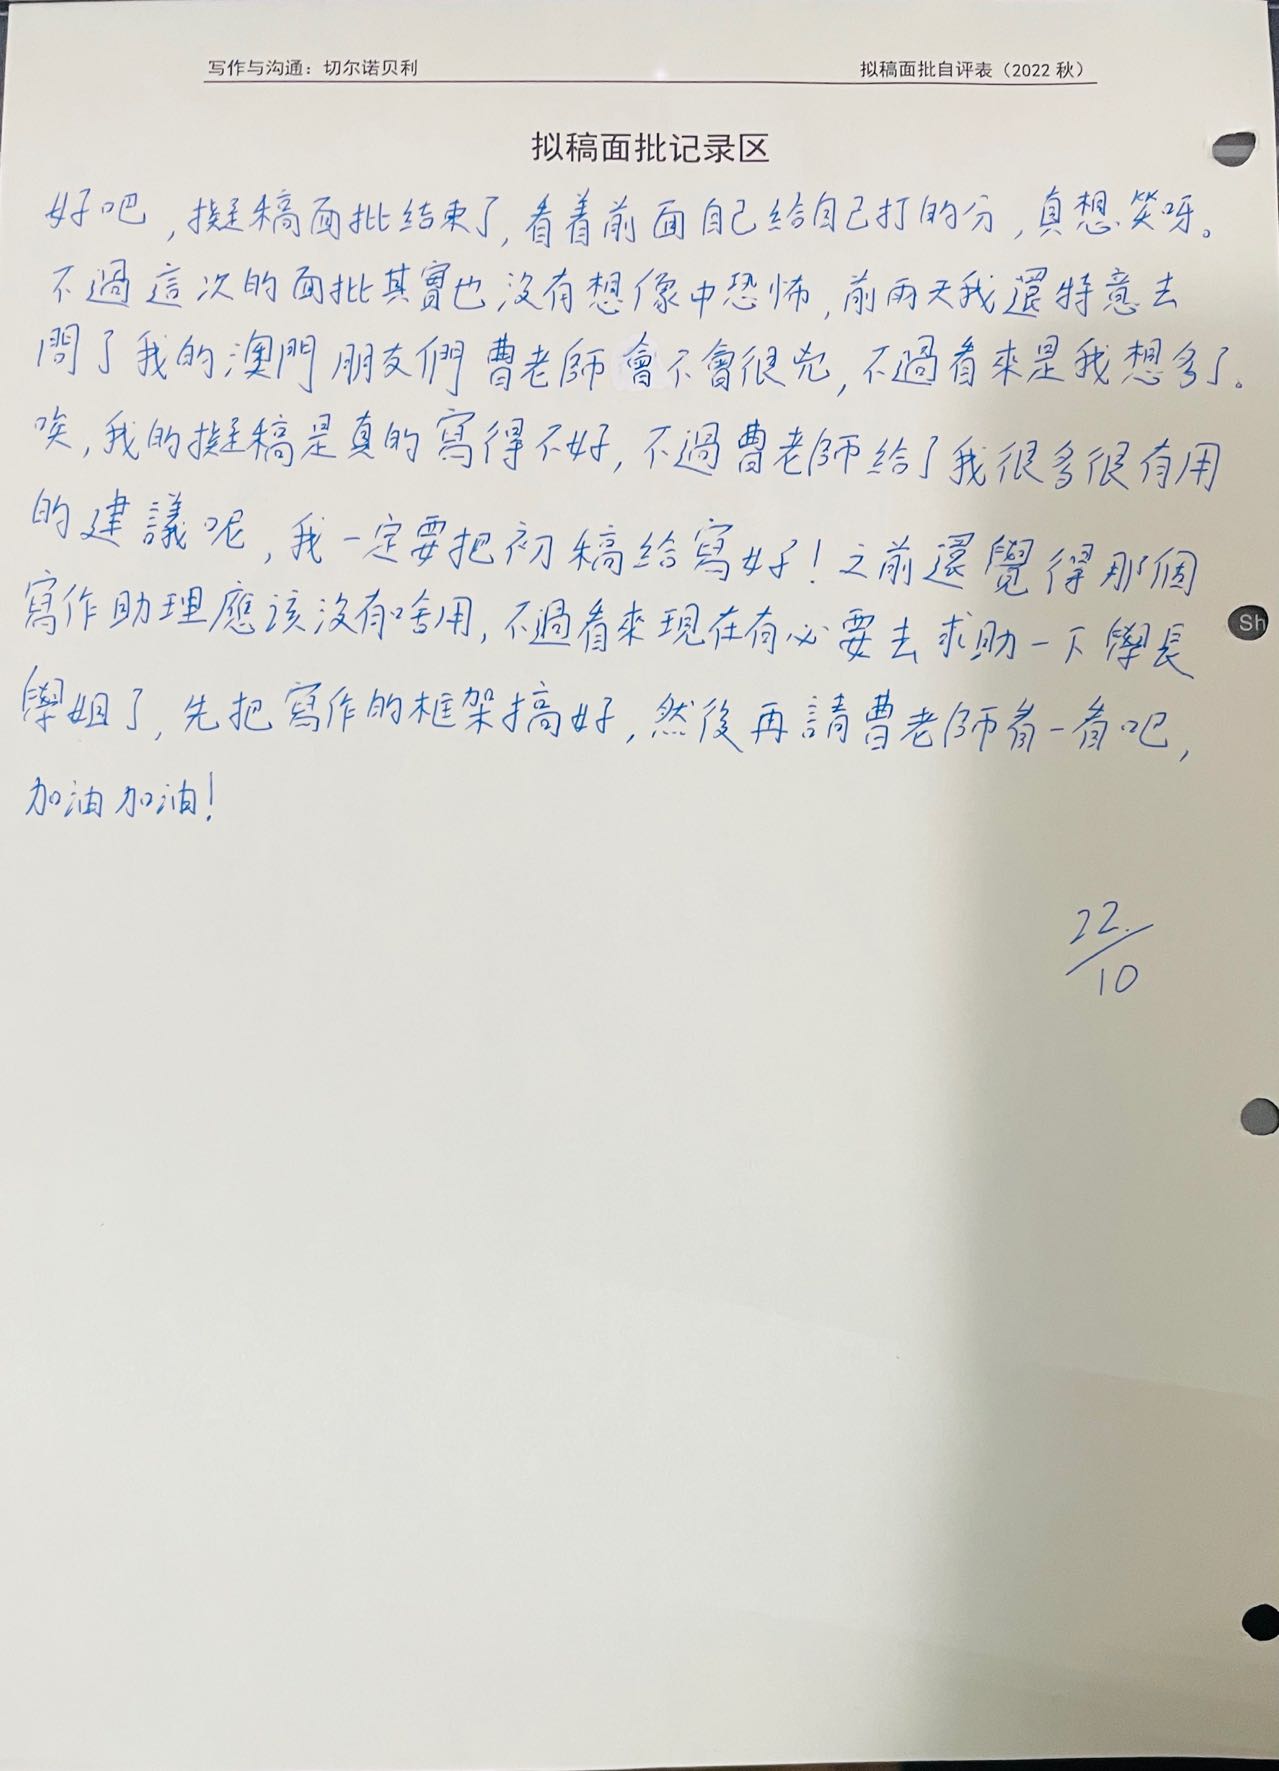 写作与沟通：切尔诺贝利
拟稿面批自评表（2022 秋）
拟稿面批记录区
好吧，擬稿面批结束了，看着前面自己给自己打的分，真想笑呀。
不過這次的面批其實也没有想像中恐怖，前兩天我還特意去
問了我的澳門朋友們曹老師會不會很兇，不過看來是我想多了。
唉，我的擬稿是真的寫得不好，不過曹老師給了我很多很有用
的建議呢，我一定要把初稿給寫好！之前還覺得那個
寫作助理應該没有啥用，不過看來現在有必要去求助一下學長
學姐了，先把寫作的框架搞好，然後再請曹老師看一看吧，
加油加油！
22/10
Sh